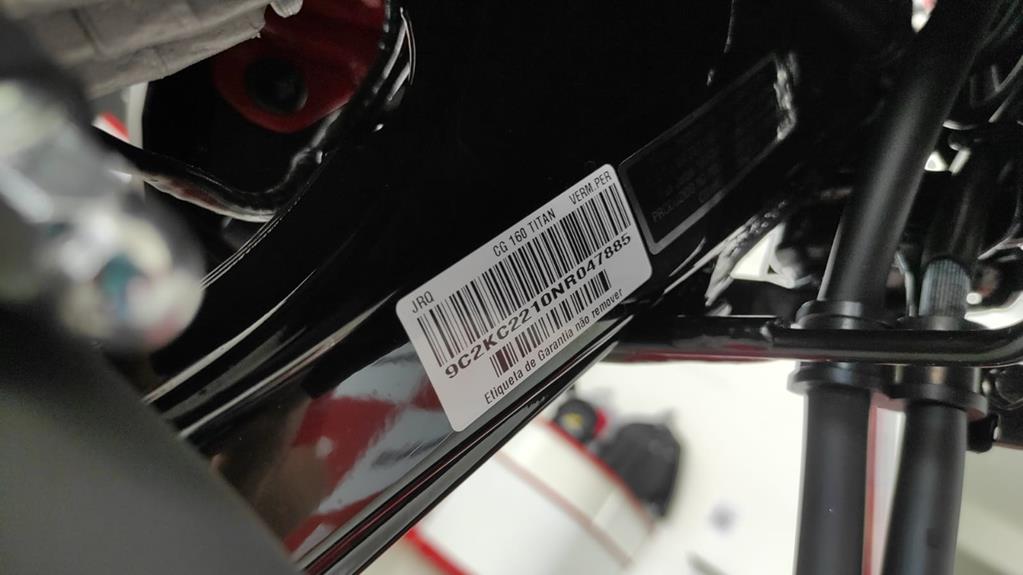 JRQ CG 160 TITAN VERM.PER
9C2KC2210NR047885
Etiqueta de Garantia não remover